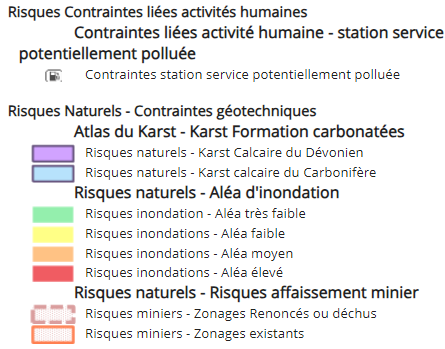 Risques Contraintes liées activités humaines
Contraintes liées activité humaine - station service
potentiellement polluée
Contraintes station service potentiellement polluée
Risques Naturels - Contraintes géotechniques
Atlas du Karst - Karst Formation carbonatées
Risques naturels - Karst Calcaire du Dévonien
Risques naturels - Karst calcaire du Carbonifère
Risques naturels - Aléa d'inondation
Risques inondation - Aléa très faible
Risques inondations - Aléa faible
Risques inondations - Aléa moyen
Risques inondations - Aléa élevé
Risques naturels - Risques affaissement minier
Risques miniers - Zonages Renoncés ou déchus
Risques miniers - Zonages existants